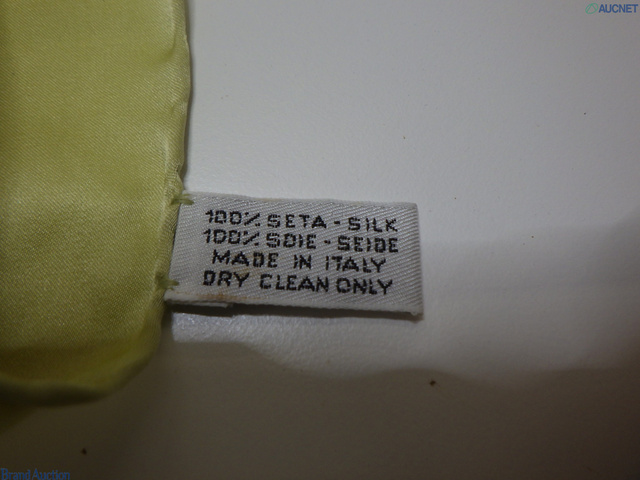 AUCNET
100% SETA - SILK
100% SOIE - SEIDE
MADE IN ITALY
DRY CLEAN ONLY
Brand Auction